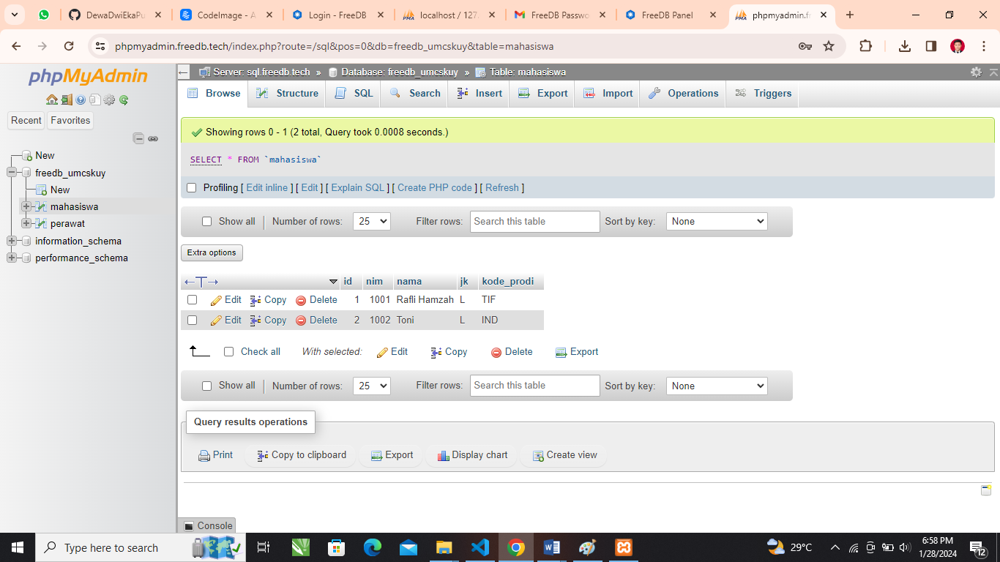 DewaDwiEkaPu
CodeImage - A
Login - FreeDB
localhost / 127.
FreeDB Passwo
FreeDB Panel
phpmyadmin.fr
phpmyadmin.freedb.tech/index.php?route=/sql&pos=0&db=freedb_umcskuy&table=mahasiswa
phpMyAdmin
Recent Favorites
New
freedb_umcskuy
New
mahasiswa
perawat
information_schema
performance_schema
Server: sql.freedb.tech » Database: freedb_umcskuy » Table: mahasiswa
Browse Structure SQL Search Insert Export Import Operations Triggers
Showing rows 0 - 1 (2 total, Query took 0.0008 seconds.)
SELECT * FROM `mahasiswa`
Profiling [ Edit inline ] [ Edit ] [ Explain SQL ] [ Create PHP code ] [ Refresh ]
Show all | Number of rows: 25 Filter rows: Search this table Sort by key: None
Extra options
←T→ id nim nama jk kode_prodi
Edit Copy Delete 1 1001 Rafli Hamzah L TIF
Edit Copy Delete 2 1002 Toni L IND
Check all With selected: Edit Copy Delete Export
Show all | Number of rows: 25 Filter rows: Search this table Sort by key: None
Query results operations
Print Copy to clipboard Export Display chart Create view
Console
Type here to search
29°C
6:58 PM
1/28/2024
12